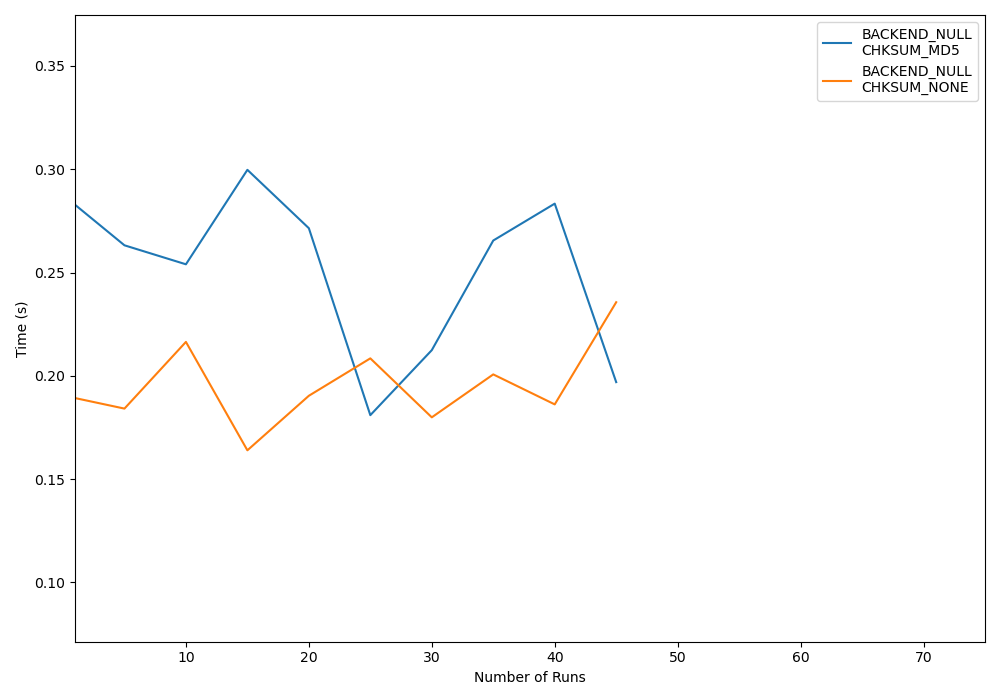 BACKEND_NULL
CHKSUM_MD5
BACKEND_NULL
CHKSUM_NONE
0.35
0.30
0.25
0.20
0.15
0.10
Time (s)
10 20 30 40 50 60 70
Number of Runs